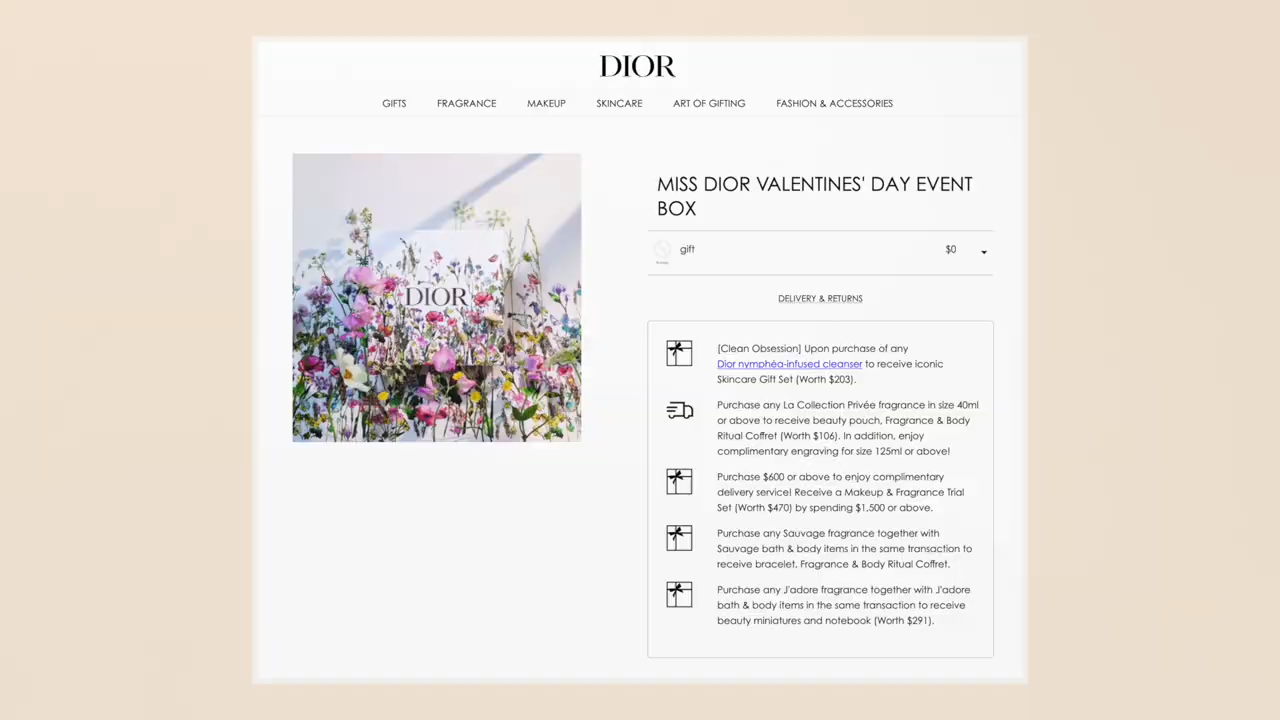 DIOR
GIFTS FRAGRANCE MAKEUP SKINCARE ART OF GIFTING FASHION & ACCESSORIES
DIOR
MISS DIOR VALENTINES' DAY EVENT
BOX
gift $0
DELIVERY & RETURNS
[Clean Obsession] Upon purchase of any
Dior nymphéa-infused cleanser to receive iconic
Skincare Gift Set (Worth $203).
Purchase any La Collection Privée fragrance in size 40ml
or above to receive beauty pouch, Fragrance & Body
Ritual Coffret (Worth $106). In addition, enjoy
complimentary engraving for size 125ml or above!
Purchase $600 or above to enjoy complimentary
delivery service! Receive a Makeup & Fragrance Trial
Set (Worth $470) by spending $1,500 or above.
Purchase any Sauvage fragrance together with
Sauvage bath & body items in the same transaction to
receive bracelet, Fragrance & Body Ritual Coffret.
Purchase any J'adore fragrance together with J'adore
bath & body items in the same transaction to receive
beauty miniatures and notebook (Worth $291).